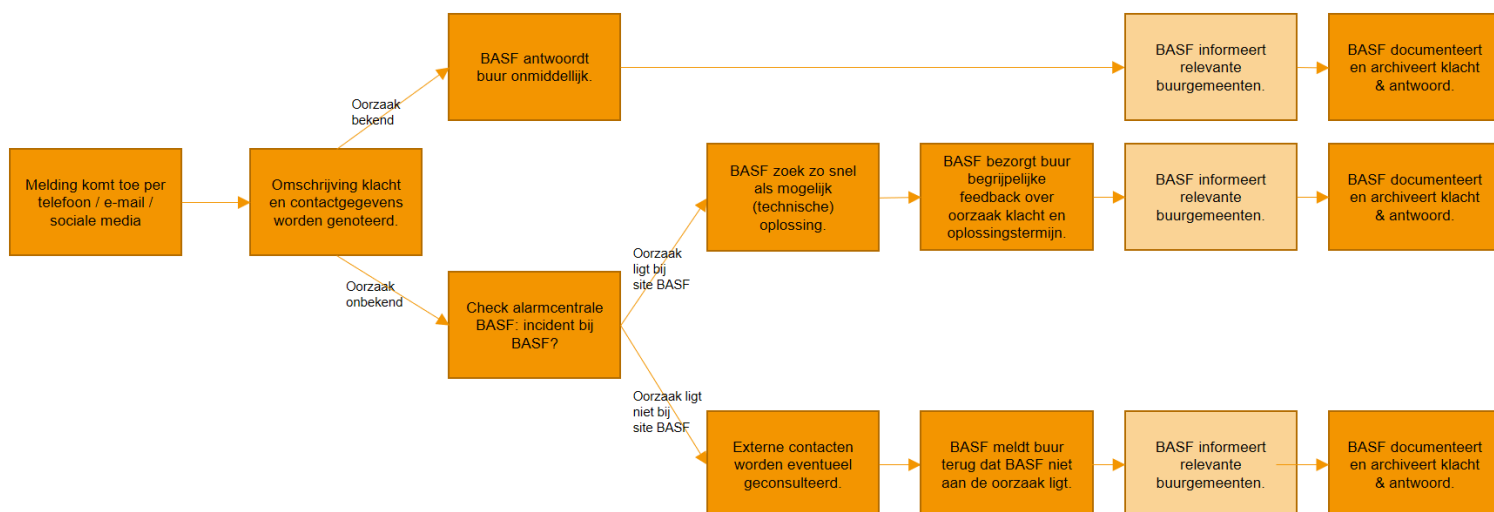 BASF antwoordt
buur onmiddellijk.
BASF informeert
relevante
buurgemeenten.
BASF documenteert
en archiveert klacht
& antwoord.
Oorzaak
bekend
Melding komt toe per
telefoon / e-mail /
sociale media
Omschrijving klacht
en contactgegevens
worden genoteerd.
BASF zoek zo snel
als mogelijk
(technische)
oplossing.
BASF bezorgt buur
begrijpelijke
feedback over
oorzaak klacht en
oplossingstermijn.
BASF informeert
relevante
buurgemeenten.
BASF documenteert
en archiveert klacht
& antwoord.
Oorzaak
onbekend
Oorzaak
ligt bij
site BASF
Check alarmcentrale
BASF: incident bij
BASF?
Oorzaak ligt
niet bij
site BASF
Externe contacten
worden eventueel
geconsulteerd.
BASF meldt buur
terug dat BASF niet
aan de oorzaak ligt.
BASF informeert
relevante
buurgemeenten.
BASF documenteert
en archiveert klacht
& antwoord.